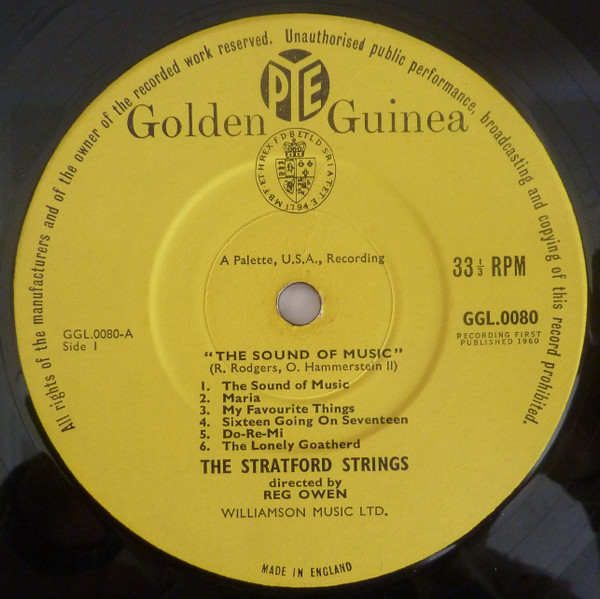 All rights of the manufacturers and of the owner of the recorded work reserved. Unauthorised public performance, broadcasting and copying of this record prohibited.
PYE
Golden Guinea
A Palette, U.S.A., Recording
33 1/3 RPM
GGL.0080
RECORDING FIRST
PUBLISHED 1960
GGL.0080-A
Side 1
"THE SOUND OF MUSIC"
(R, Rodgers, O. Hammerstein II)
1. The Sound of Music
2. Maria
3. My Favourite Things
4. Sixteen Going On Seventeen
5. Do-Re-Mi
6. The Lonely Goatherd
THE STRATFORD STRINGS
directed by
REG OWEN
WILLIAMSON MUSIC LTD.
MADE IN ENGLAND